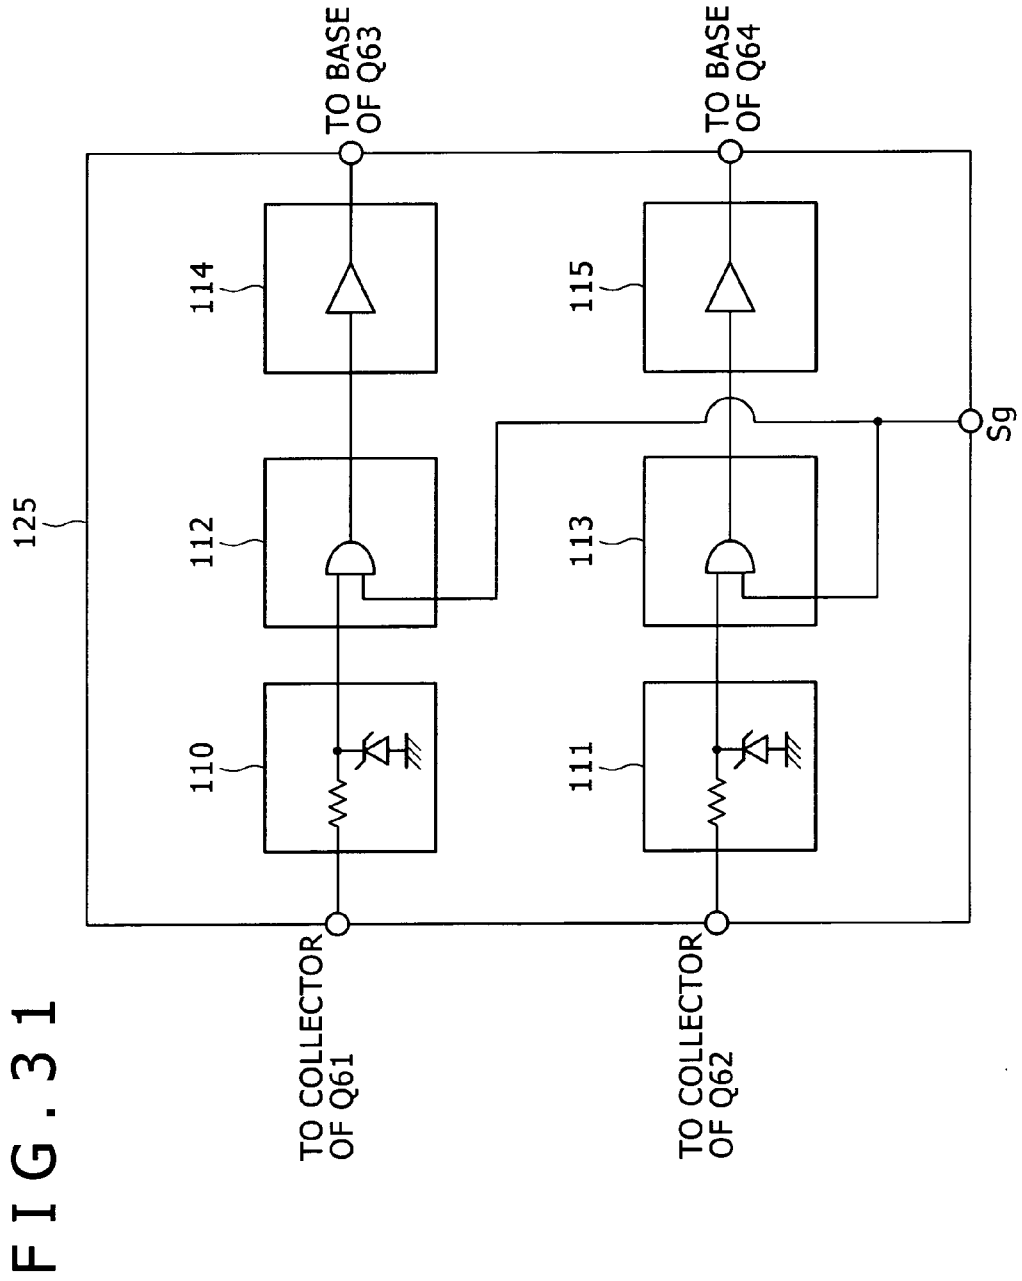 FIG.31
125
110
112
114
TO COLLECTOR
OF Q61
TO BASE
OF Q63
111
113
115
TO COLLECTOR
OF Q62
TO BASE
OF Q64
Sg